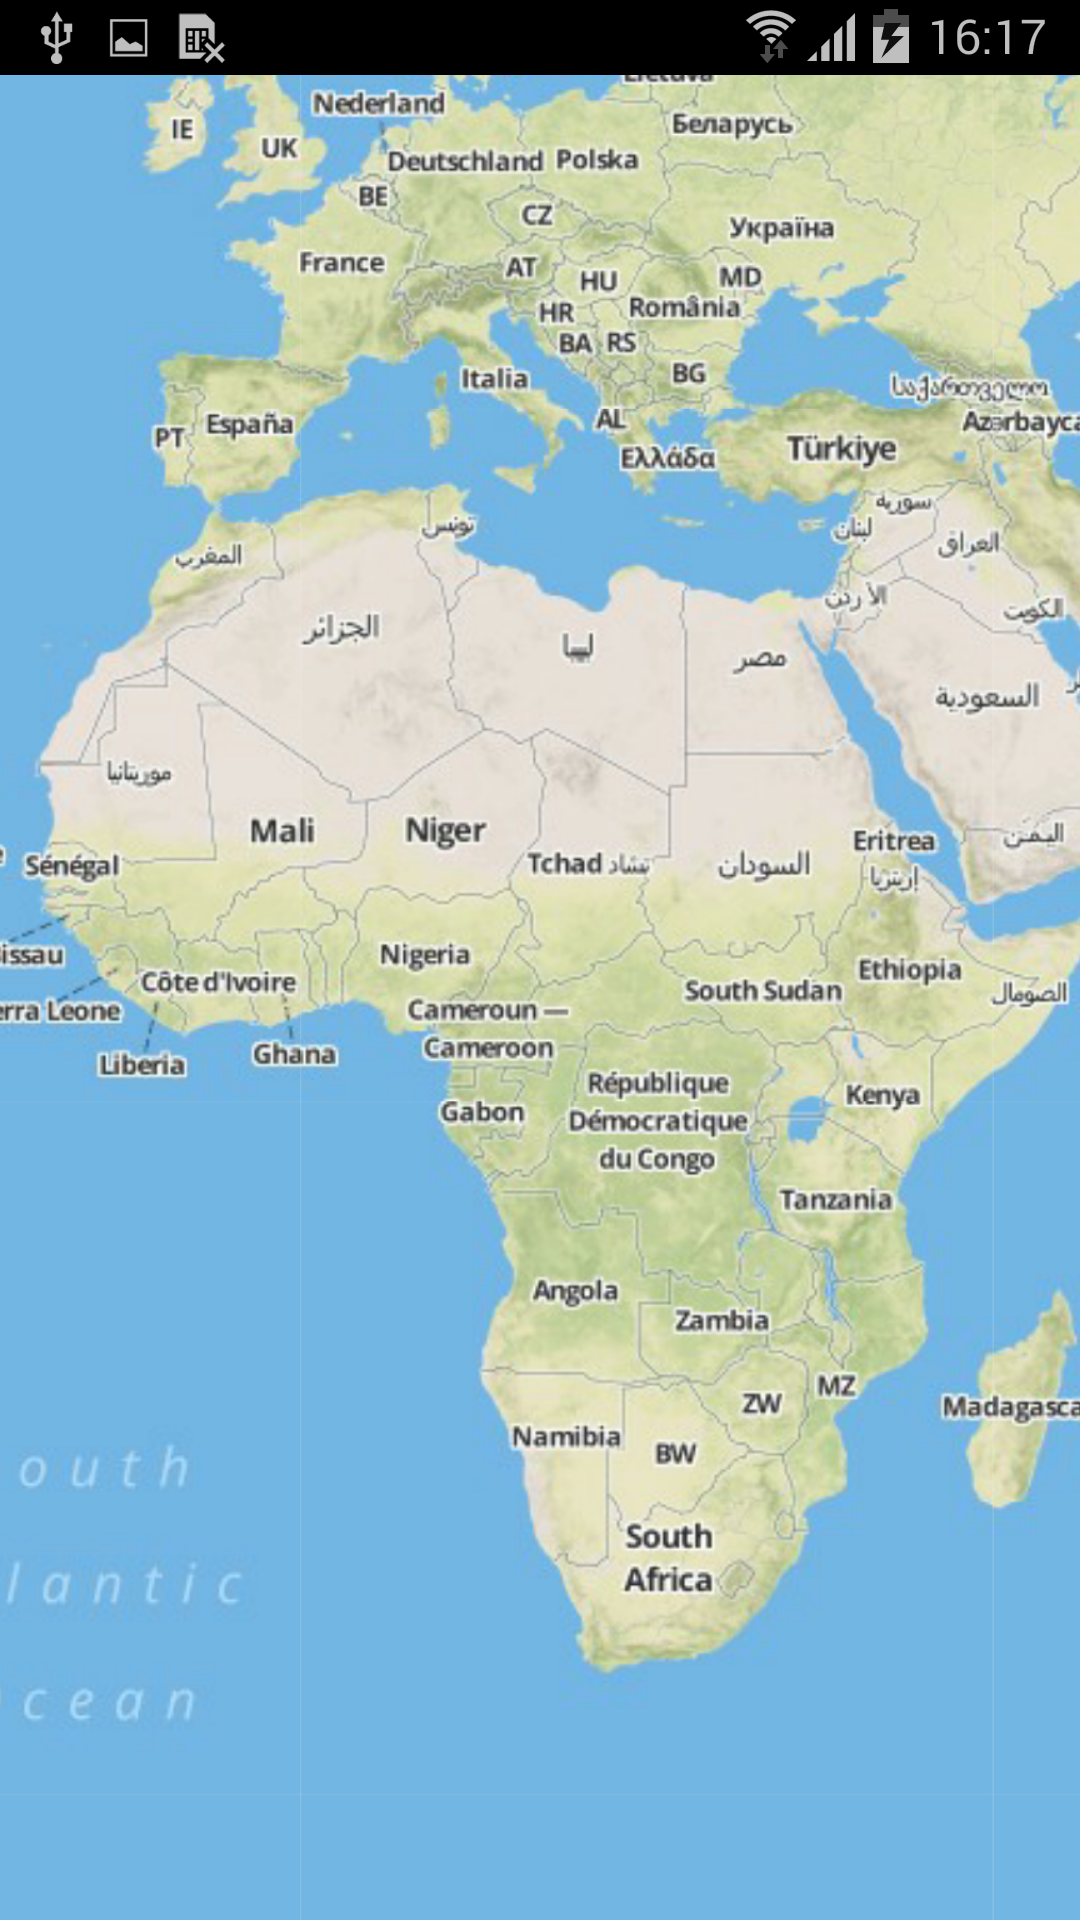 16:17
Lietuva
Nederland
IE
UK
Беларусь
Deutschland
Polska
BE
CZ
Україна
France
AT
HU
MD
HR
România
BA
RS
Italia
BG
საქართველო
PT
España
AL
Azərbayca
Ελλάδα
Türkiye
سورية
تونس
لبنان
العراق
المغرب
الأردن
الكويت
الجزائر
ليبيا
مصر
السعودية
موريتانيا
Mali
Niger
اليمن
Eritrea
إريتريا
Sénégal
Tchad تشاد
السودان
issau
Nigeria
Ethiopia
Côte d'Ivoire
South Sudan
الصومال
erra Leone
Cameroun —
Cameroon
Liberia
Ghana
République
Démocratique
du Congo
Kenya
Gabon
Tanzania
Angola
Zambia
MZ
ZW
Madagasca
Namibia
BW
outh
lantic
cean
South
Africa